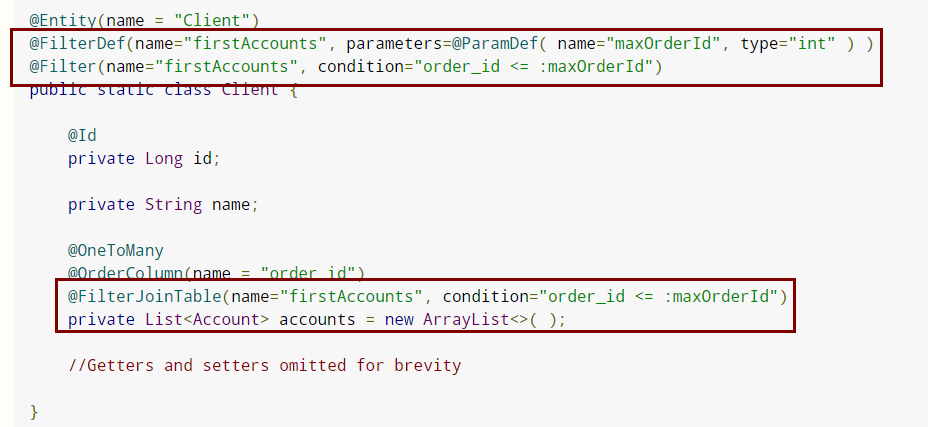 @Entity(name = "Client")
@FilterDef(name="firstAccounts", parameters=@ParamDef( name="maxOrderId", type="int" ) )
@Filter(name="firstAccounts", condition="order_id <= :maxOrderId")
public static class Client {
@Id
private Long id;
private String name;
@OneToMany
@OrderColumn(name = "order_id")
@FilterJoinTable(name="firstAccounts", condition="order_id <= :maxOrderId")
private List<Account> accounts = new ArrayList<>( );
//Getters and setters omitted for brevity
}